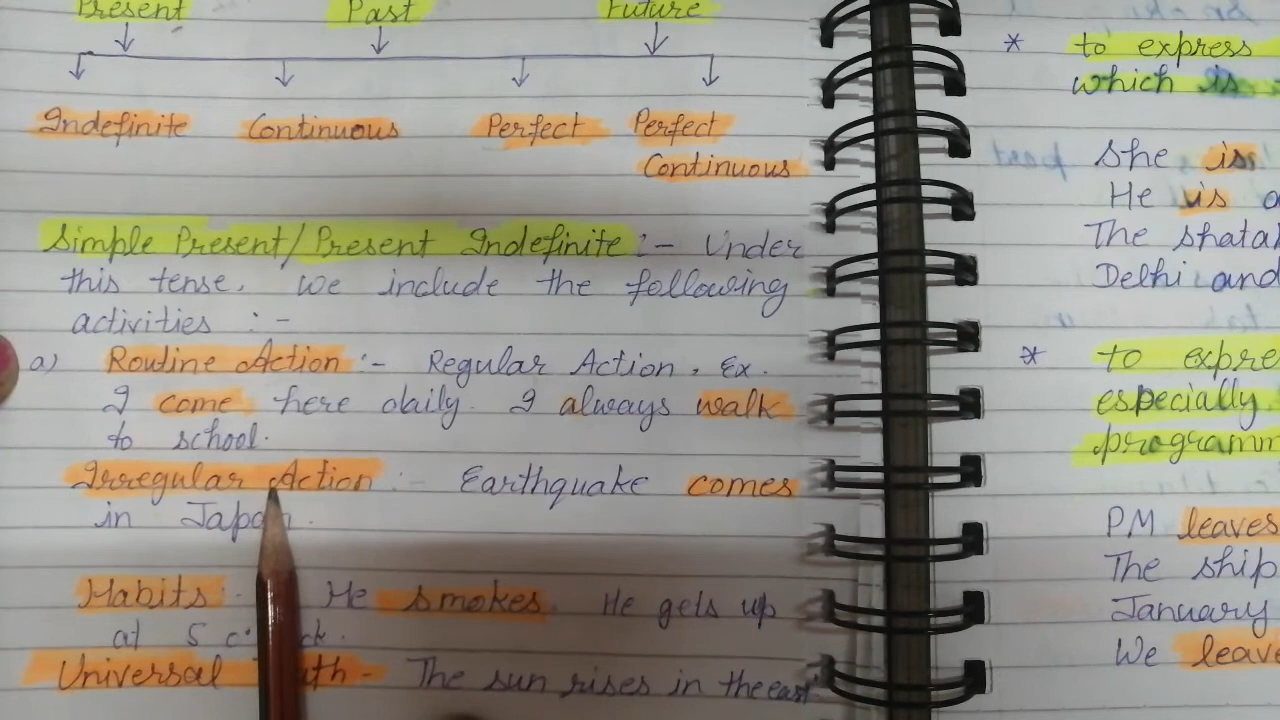 Present Past Future
Indefinite Continuous Perfect Perfect
Continuous
Simple Present/Present Indefinite :- Under
this tense, we include the following
activities :-
a) Routine Action :- Regular Action, Ex.
I come here daily. I always walk
to school.
Irregular Action :- Earthquake comes
in Japan.
Habits :- He smokes. He gets up
at 5
Universal - The sun rises in the east
* to express
which is
She is
He is
The
Delhi and
*
especially
PM leaves
The ship
January
We